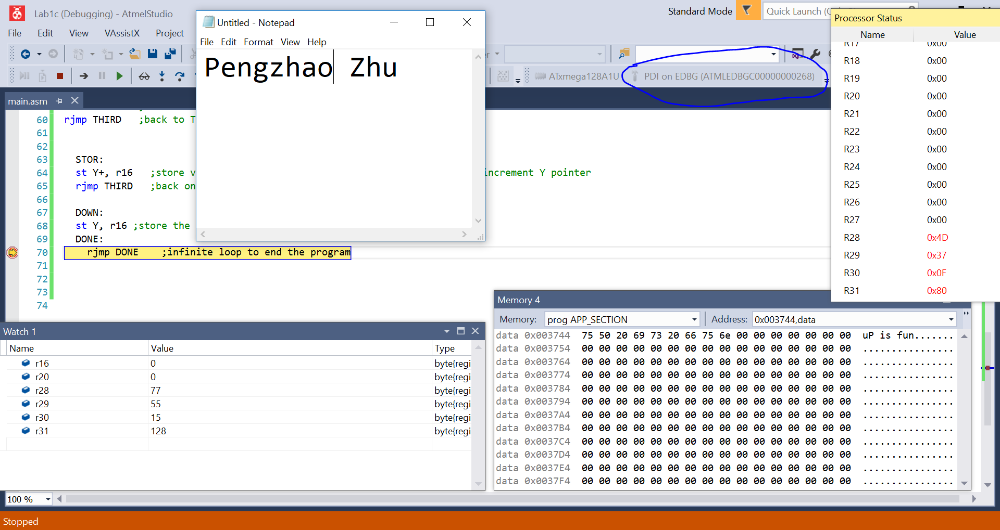 Lab1c (Debugging) - AtmelStudio
Standard Mode
Quick Launch (
File Edit View VAssistX Project
ATxmega128A1U
PDI on EDBG (ATMLEDBGC00000000268)
Untitled - Notepad
File Edit Format View Help
Pengzhao Zhu
main.asm
60 rjmp THIRD ;back to T
61
62
63 STOR:
64 st Y+, r16 ;store v increment Y pointer
65 rjmp THIRD ;back on
66
67 DOWN:
68 st Y, r16 ;store the
69 DONE:
70 rjmp DONE ;infinite loop to end the program
71
72
73
74
Processor Status
Name Value
R17 0x00
R18 0x00
R19 0x00
R20 0x00
R21 0x00
R22 0x00
R23 0x00
R24 0x00
R25 0x00
R26 0x00
R27 0x00
R28 0x4D
R29 0x37
R30 0x0F
R31 0x80
Watch 1
Name Value Type
r16 0 byte{regi
r20 0 byte{regi
r28 77 byte{regi
r29 55 byte{regi
r30 15 byte{regi
r31 128 byte{regi
Memory 4
Memory: prog APP_SECTION Address: 0x003744,data
data 0x003744 75 50 20 69 73 20 66 75 6e 00 00 00 00 00 00 00 uP is fun.......
data 0x003754 00 00 00 00 00 00 00 00 00 00 00 00 00 00 00 00 ................
data 0x003764 00 00 00 00 00 00 00 00 00 00 00 00 00 00 00 00 ................
data 0x003774 00 00 00 00 00 00 00 00 00 00 00 00 00 00 00 00 ................
data 0x003784 00 00 00 00 00 00 00 00 00 00 00 00 00 00 00 00 ................
data 0x003794 00 00 00 00 00 00 00 00 00 00 00 00 00 00 00 00 ................
data 0x0037A4 00 00 00 00 00 00 00 00 00 00 00 00 00 00 00 00 ................
data 0x0037B4 00 00 00 00 00 00 00 00 00 00 00 00 00 00 00 00 ................
data 0x0037C4 00 00 00 00 00 00 00 00 00 00 00 00 00 00 00 00 ................
data 0x0037D4 00 00 00 00 00 00 00 00 00 00 00 00 00 00 00 00 ................
data 0x0037E4 00 00 00 00 00 00 00 00 00 00 00 00 00 00 00 00 ................
data 0x0037F4 00 00 00 00 00 00 00 00 00 00 00 00 00 00 00 00 ................
100 %
Stopped